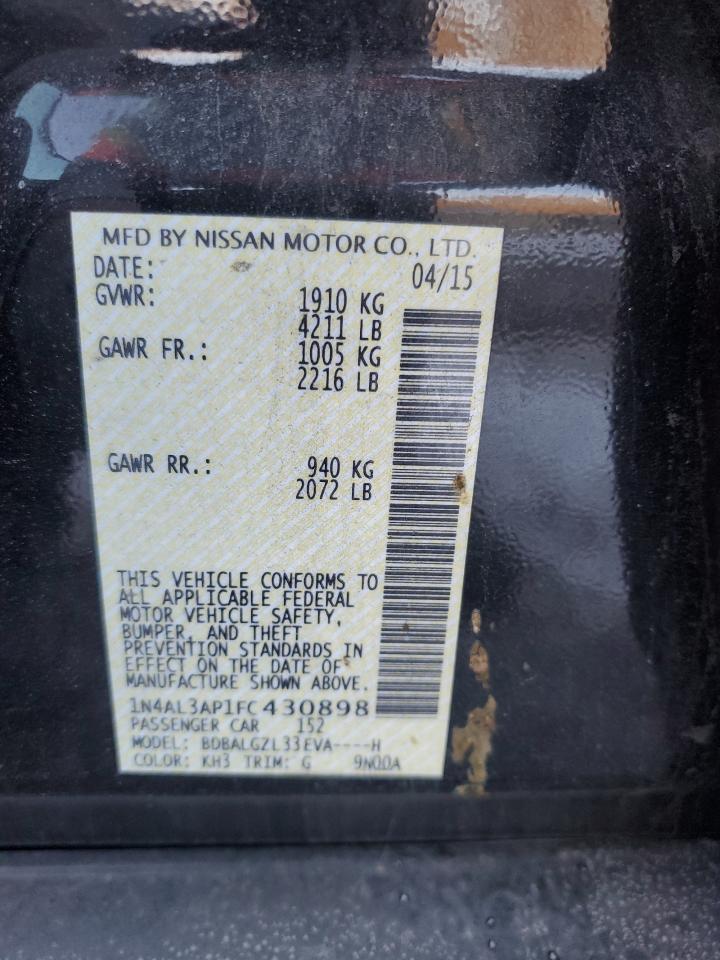 MFD BY NISSAN MOTOR CO., LTD.
DATE: 04/15
GVWR: 1910 KG
4211 LB
GAWR FR.: 1005 KG
2216 LB
GAWR RR.: 940 KG
2072 LB
THIS VEHICLE CONFORMS TO
ALL APPLICABLE FEDERAL
MOTOR VEHICLE SAFETY,
BUMPER, AND THEFT
PREVENTION STANDARDS IN
EFFECT ON THE DATE OF
MANUFACTURE SHOWN ABOVE.
1N4AL3AP1FC430898
PASSENGER CAR 152
MODEL: BDBALGZL33EVA----H
COLOR: KH3 TRIM: G 9N00A